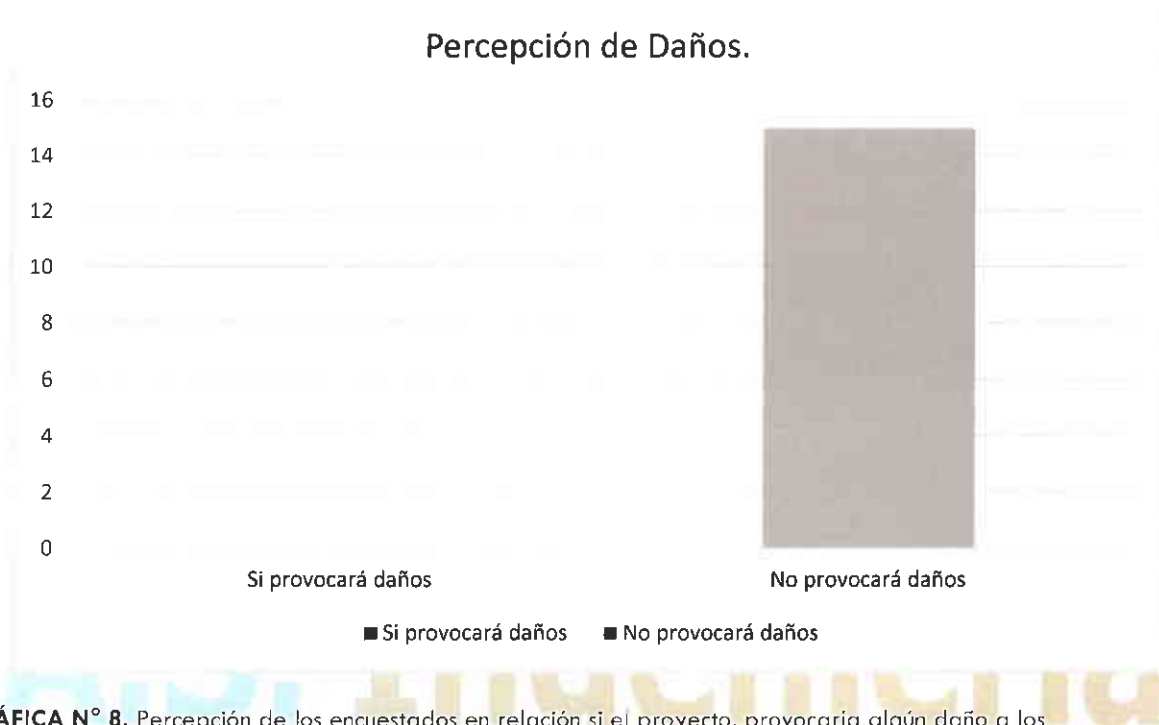 Percepción de Daños.
16
14
12
10
8
6
4
2
0
Si provocará daños No provocará daños
■ Si provocará daños ■ No provocará daños
ÁFICA N° 8. Percepción de los encuestados en relación si el proyecto, provocaría algún daño a los